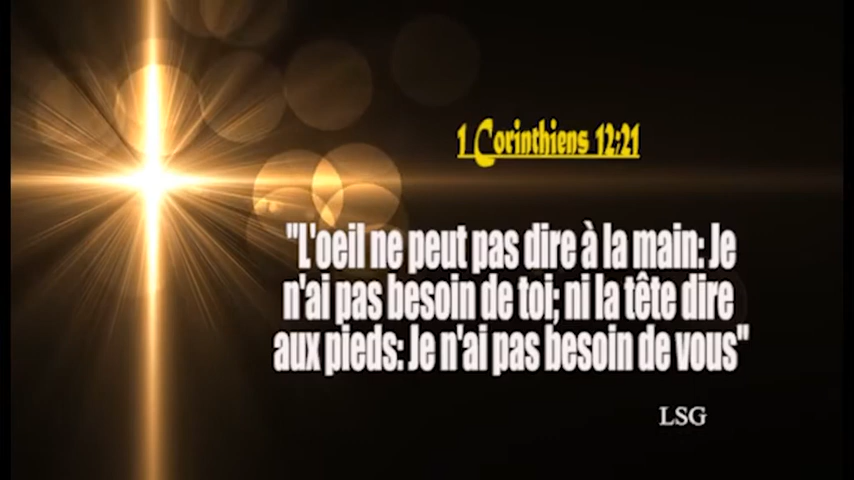 1 Corinthiens 12:21
"L'oeil ne peut pas dire à la main: Je
n'ai pas besoin de toi; ni la tête dire
aux pieds: Je n'ai pas besoin de vous"
LSG